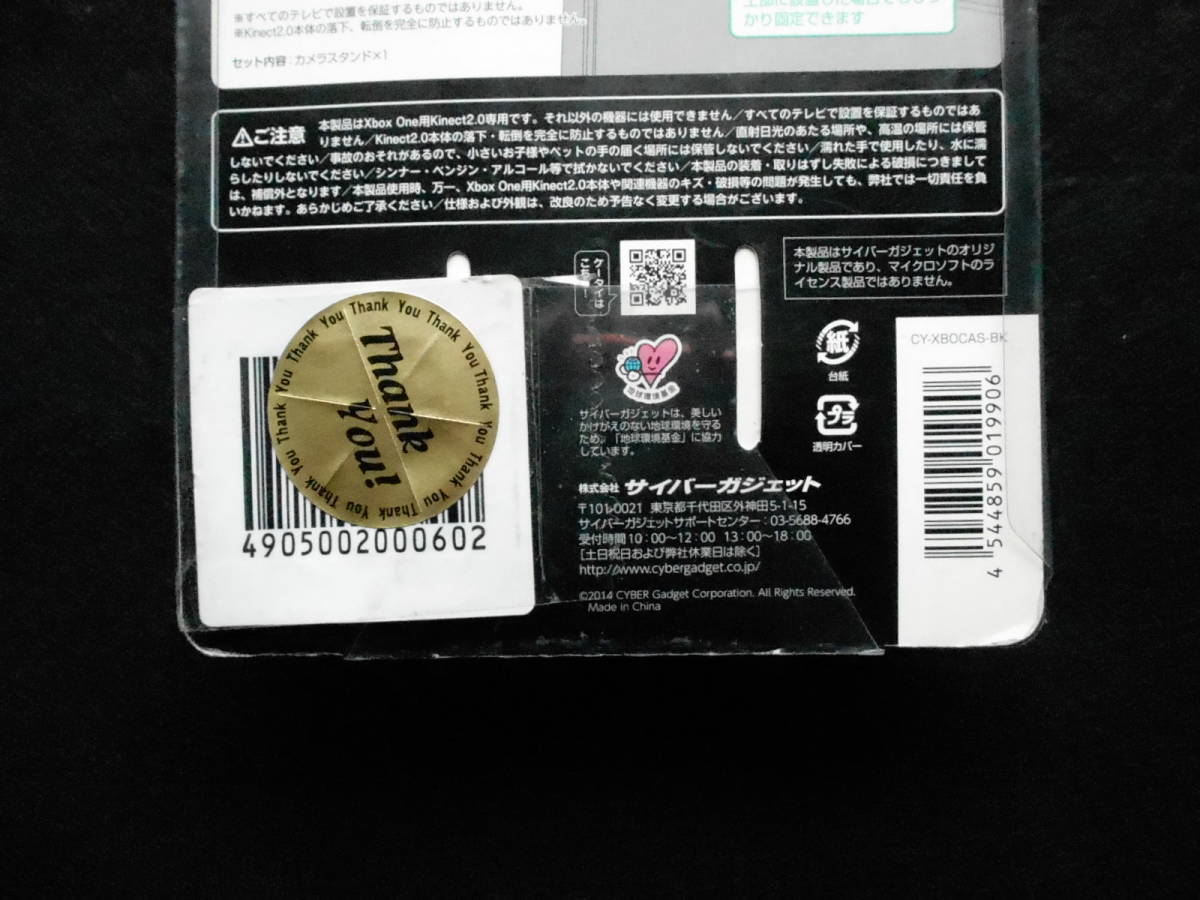 ※すべてのテレビで設置を保証するものではありません。
※Kinect2.0本体の落下、転倒を完全に防止するものではありません。
セット内容:カメラスタンド×1
かり固定できます
⚠ご注意
本製品はXbox One用Kinect2.0専用です。それ以外の機器には使用できません/すべてのテレビで設置を保証するものではあ
りません/Kinect2.0本体の落下・転倒を完全に防止するものではありません/直射日光のあたる場所や、高温の場所には保管
しないでください/事故のおそれがあるので、小さいお子様やペットの手の届く場所には保管しないでください/濡れた手で使用したり、水に濡
らしたりしないでください/シンナー・ベンジン・アルコール等で拭かないでください/本製品の装着・取りはずし失敗による破損につきまして
は、補償外となります/本製品使用時、万一、Xbox One用Kinect2.0本体や関連機器のキズ・破損等の問題が発生しても、弊社では一切責任を負
いかねます。あらかじめご了承ください/仕様および外観は、改良のため予告なく変更する場合がございます。
ケータイは
こちら!
本製品はサイバーガジェットのオリジ
ナル製品であり、マイクロソフトのラ
イセンス製品ではありません。
Thank You Thank You Thank You Thank You Thank You Thank You Thank You
Thank
You!
4905002000602
地球環境基金
サイバーガジェットは、美しい
かけがえのない地球環境を守る
ため、「地球環境基金」に協力
しています。
紙
台紙
プラ
透明カバー
CY-XBOCAS-BK
4 544859 019906
株式会社 サイバーガジェット
〒101-0021 東京都千代田区外神田5-1-15
サイバーガジェットサポートセンター:03-5688-4766
受付時間10:00〜12:00 13:00〜18:00
[土日祝日および弊社休業日は除く]
http://www.cybergadget.co.jp/
©2014 CYBER Gadget Corporation. All Rights Reserved.
Made in China